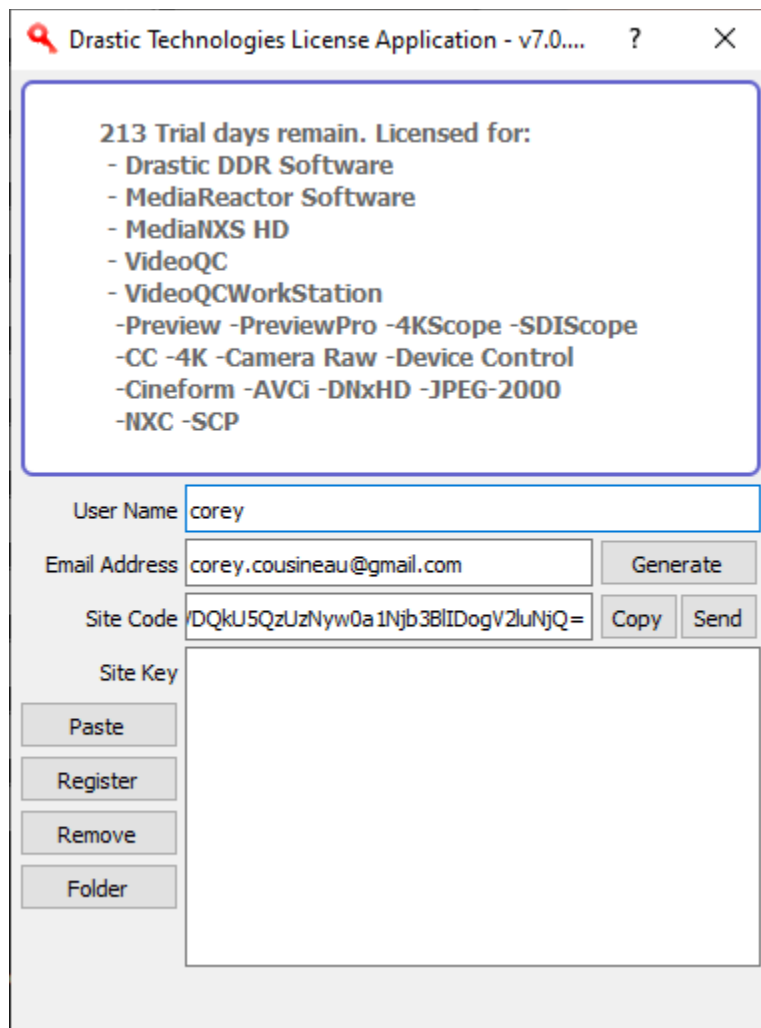 Drastic Technologies License Application - v7.0....
?
213 Trial days remain. Licensed for:
- Drastic DDR Software
- MediaReactor Software
- MediaNXS HD
- VideoQC
- VideoQCWorkStation
-Preview -PreviewPro -4KScope -SDIScope
-CC -4K -Camera Raw -Device Control
-Cineform -AVCi -DNxHD -JPEG-2000
-NXC -SCP
User Name corey
Email Address corey.cousineau@gmail.com Generate
Site Code /DQkU5QzUzNyw0a1Njb3BlIDogV2luNjQ= Copy Send
Site Key
Paste
Register
Remove
Folder